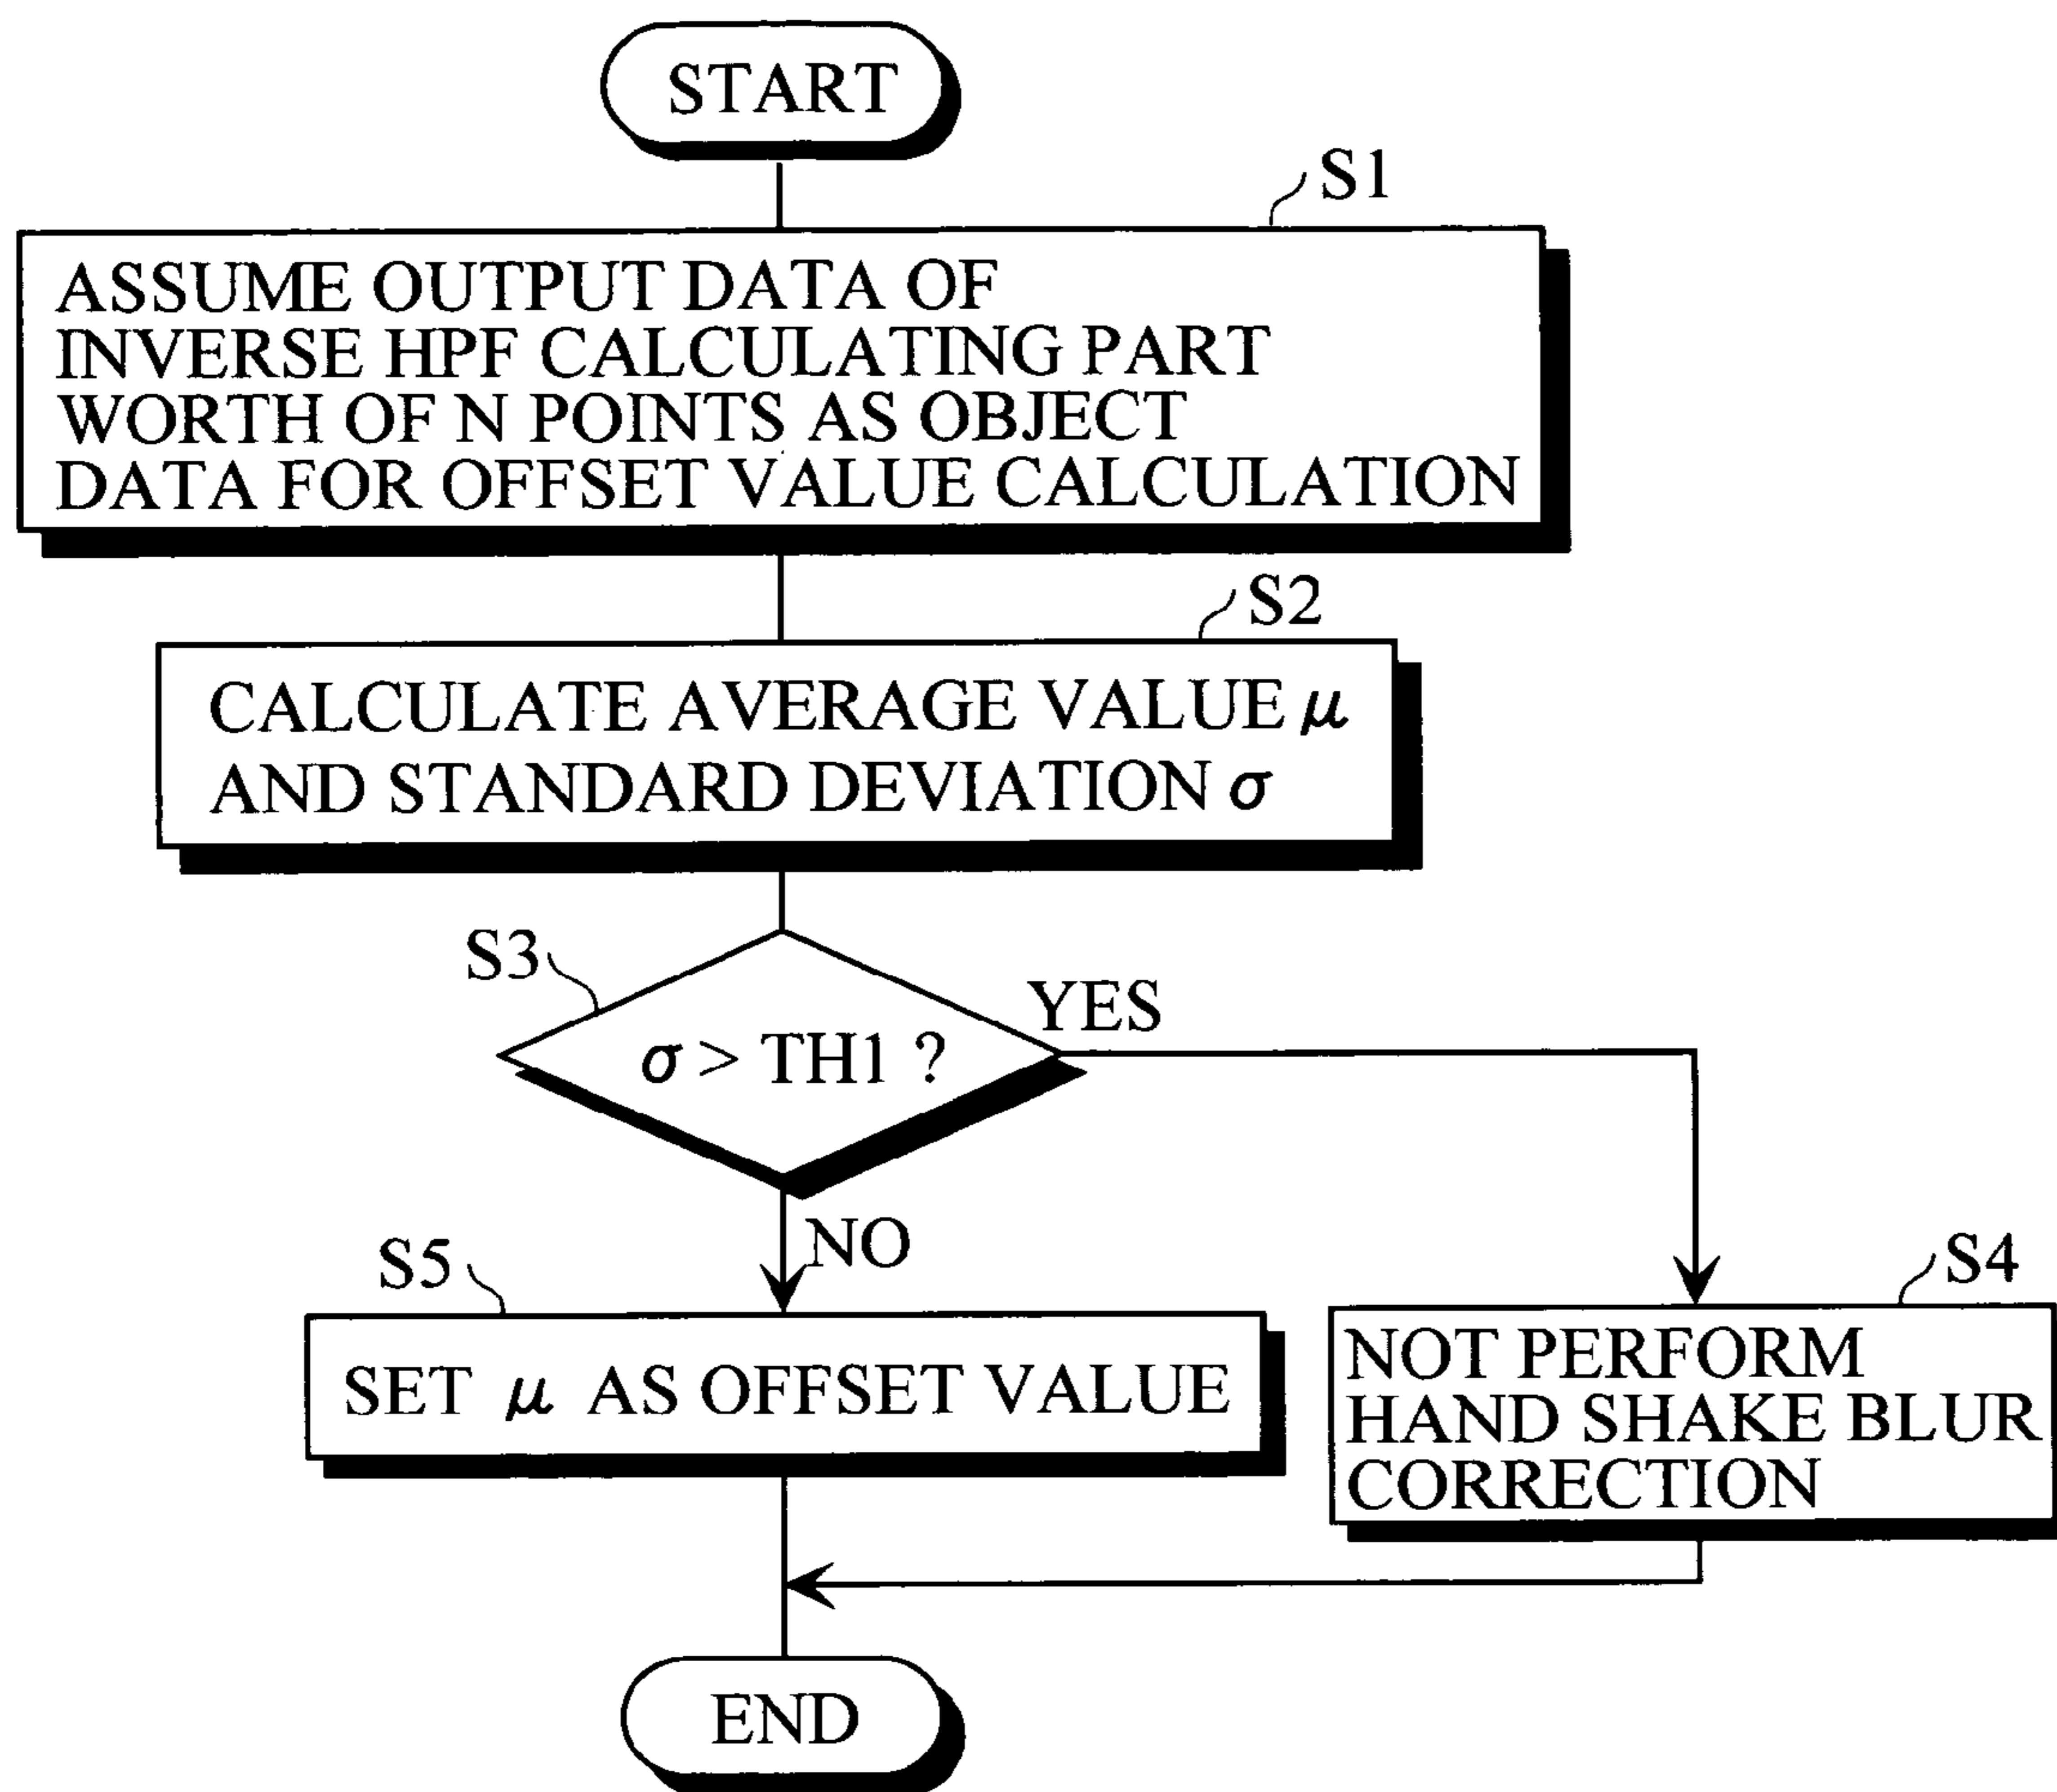 START
S1
ASSUME OUTPUT DATA OF
INVERSE HPF CALCULATING PART
WORTH OF N POINTS AS OBJECT
DATA FOR OFFSET VALUE CALCULATION
S2
CALCULATE AVERAGE VALUE μ
AND STANDARD DEVIATION σ
S3
σ > TH1 ?
YES
NO
S5
SET μ AS OFFSET VALUE
S4
NOT PERFORM
HAND SHAKE BLUR
CORRECTION
END